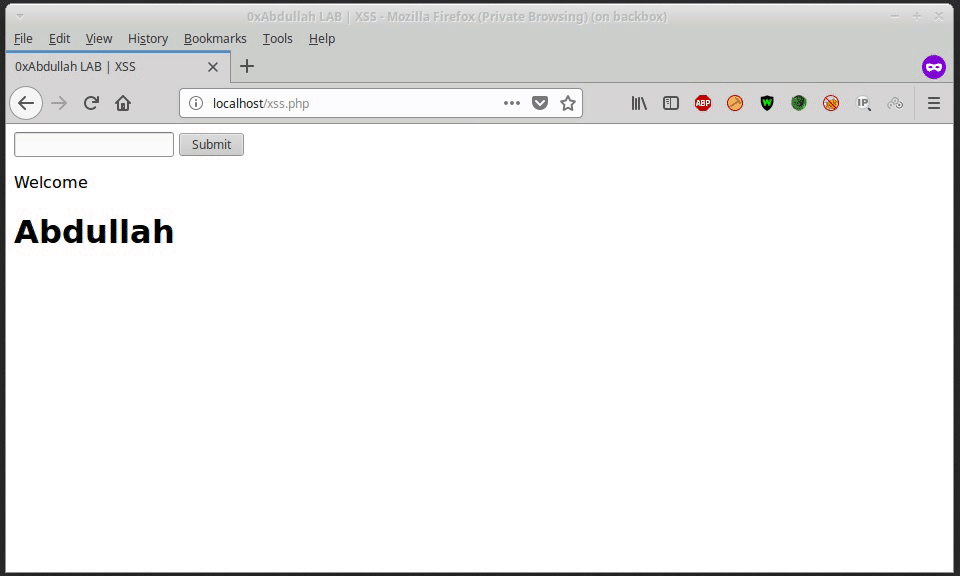 0xAbdullah LAB | XSS - Mozilla Firefox (Private Browsing) (on backbox)
File Edit View History Bookmarks Tools Help
0xAbdullah LAB | XSS
localhost/xss.php ABP W IP
Submit
Welcome
Abdullah